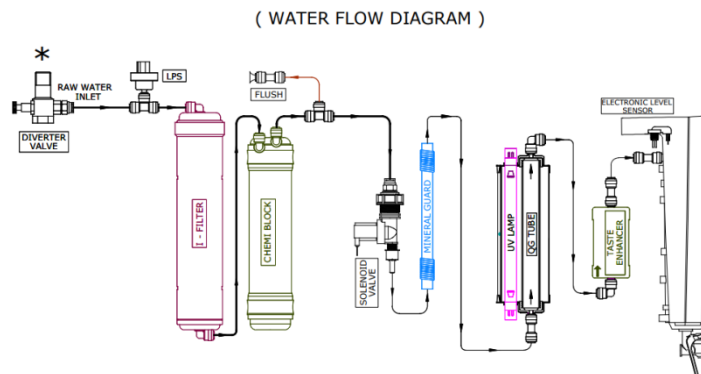 ( WATER FLOW DIAGRAM )
*
RAW WATER
INLET
LPS
FLUSH
DIVERTER
VALVE
I - FILTER
CHEMI BLOCK
SOLENOID
VALVE
MINERAL GUARD
UV LAMP
QG TUBE
TASTE
ENHANCER
ELECTRONIC LEVEL
SENSOR